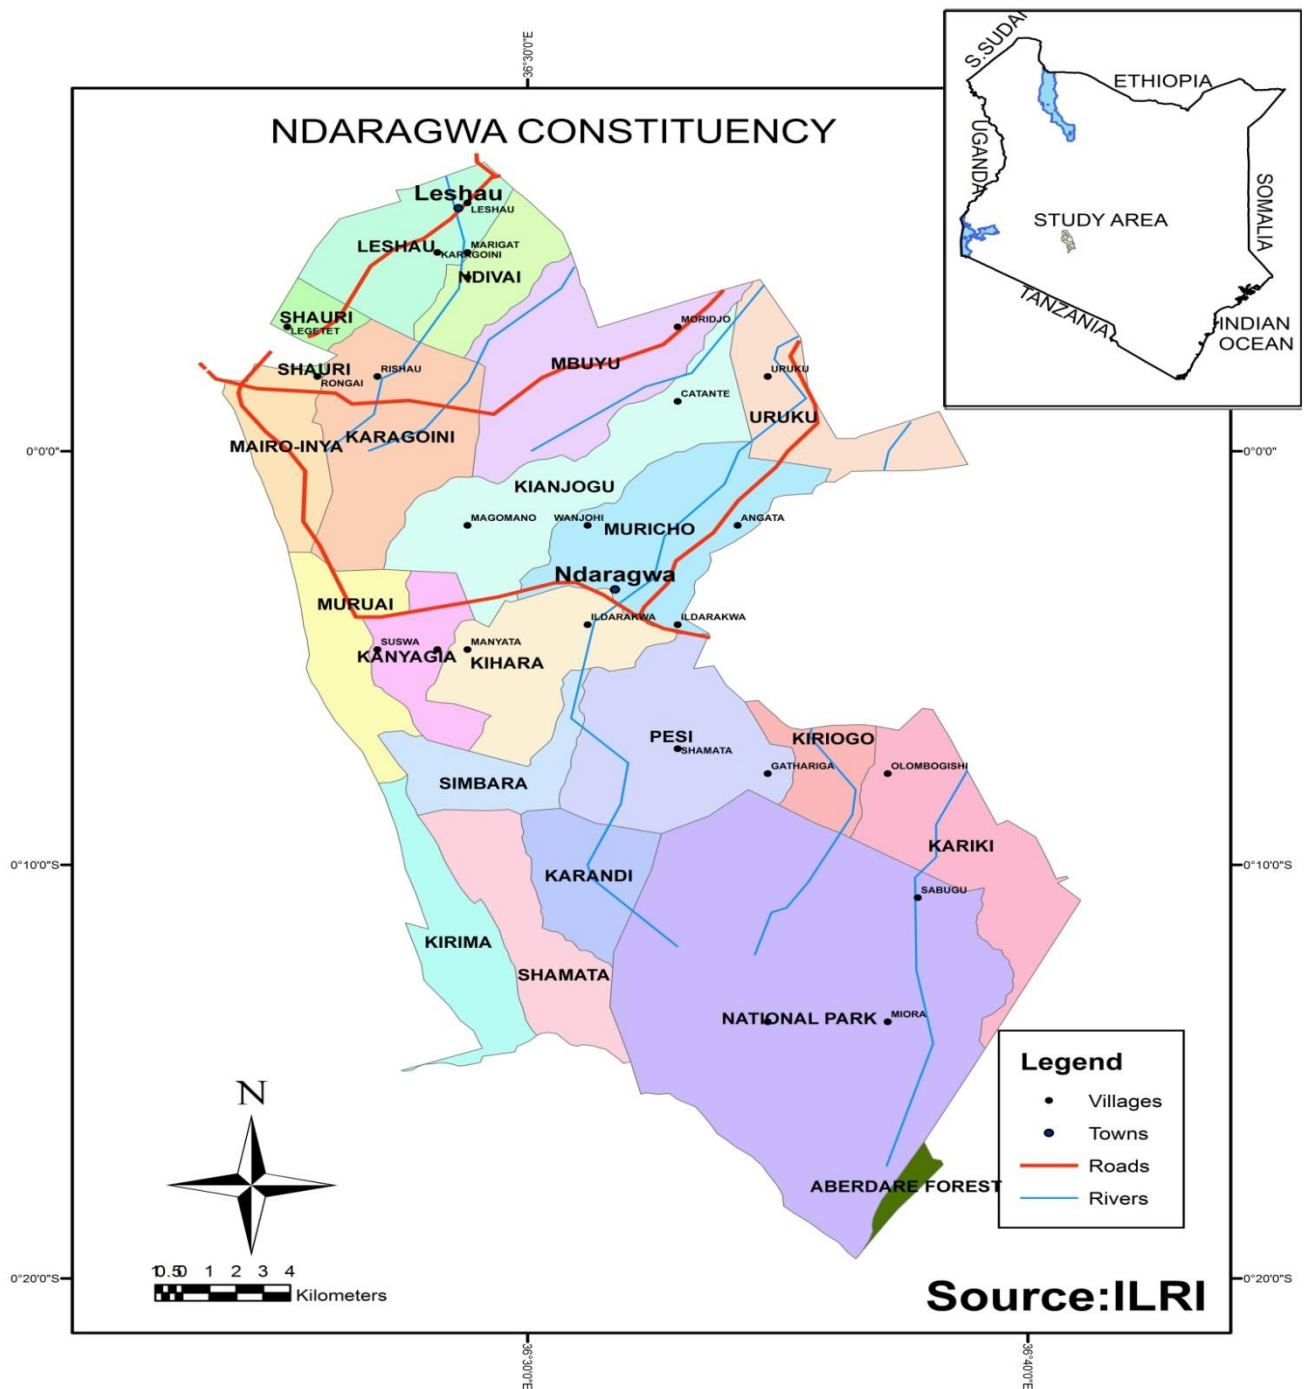 36°30'0"E
NDARAGWA CONSTITUENCY
S.SUDAN
ETHIOPIA
UGANDA
SOMALIA
STUDY AREA
TANZANIA
INDIAN
OCEAN
Leshau
LESHAU
LESHAU
MARIGAT
KARAGOINI
NDIVAI
SHAURI
LEGETET
MORIDJO
SHAURI
RONGAI
RISHAU
MBUYU
URUKU
CATANTE
URUKU
MAIRO-INYA
KARAGOINI
0°0'0"
0°0'0"
KIANJOGU
MAGOMANO
WANJOHI
MURICHO
ANGATA
Ndaragwa
MURUAI
ILDARAKWA
ILDARAKWA
SUSWA
KANYAGIA
MANYATA
KIHARA
PESI
SHAMATA
KIRIOGO
GATHARIGA
OLOMBOGISHI
SIMBARA
KARIKI
0°10'0"S
0°10'0"S
KARANDI
SABUGU
KIRIMA
SHAMATA
NATIONAL PARK
MIORA
Legend
Villages
Towns
Roads
Rivers
N
ABERDARE FOREST
0°20'0"S
0°20'0"S
1 0.5 0 1 2 3 4
Kilometers
Source:ILRI
36°30'0"E
36°40'0"E